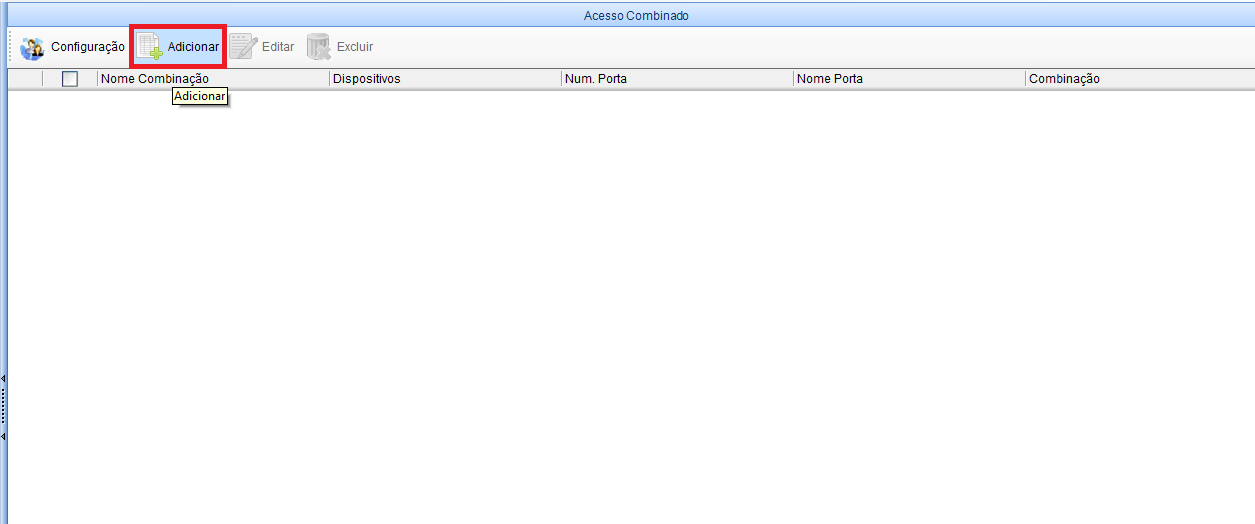 Acesso Combinado
Configuração Adicionar Editar Excluir
Nome Combinação Dispositivos Num. Porta Nome Porta Combinação
Adicionar